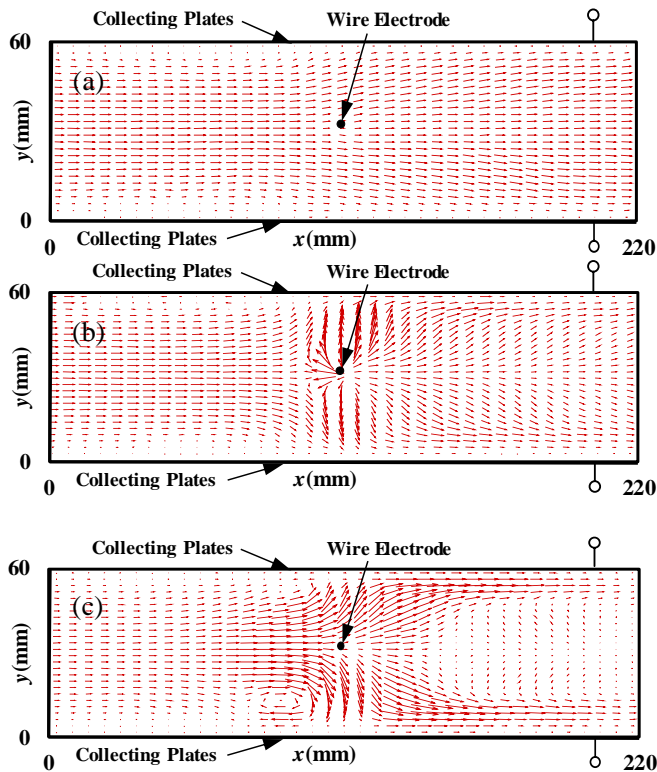 Collecting Plates Wire Electrode
60
(a)
y(mm)
0
0 Collecting Plates x(mm) 220
Collecting Plates Wire Electrode
60
(b)
y(mm)
0
0 Collecting Plates x(mm) 220
Collecting Plates Wire Electrode
60
(c)
y(mm)
0
0 Collecting Plates x(mm) 220